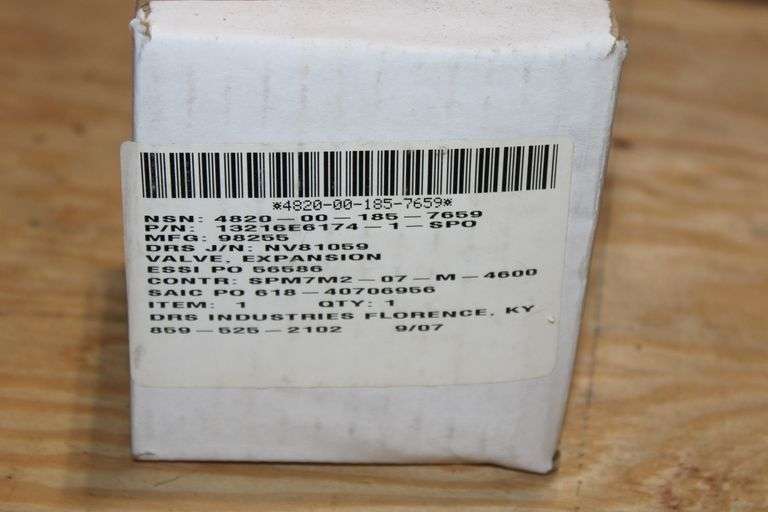 *4820-00-185-7659*
NSN: 4820-00-185-7659
P/N: 13216E6174-1-SPO
MFG: 98255
DRS J/N: NV81059
VALVE, EXPANSION
ESSI PO 56586
CONTR: SPM7M2-07-M-4600
SAIC PO 618-40706956
ITEM: 1 QTY: 1
DRS INDUSTRIES FLORENCE, KY
859-525-2102 9/07